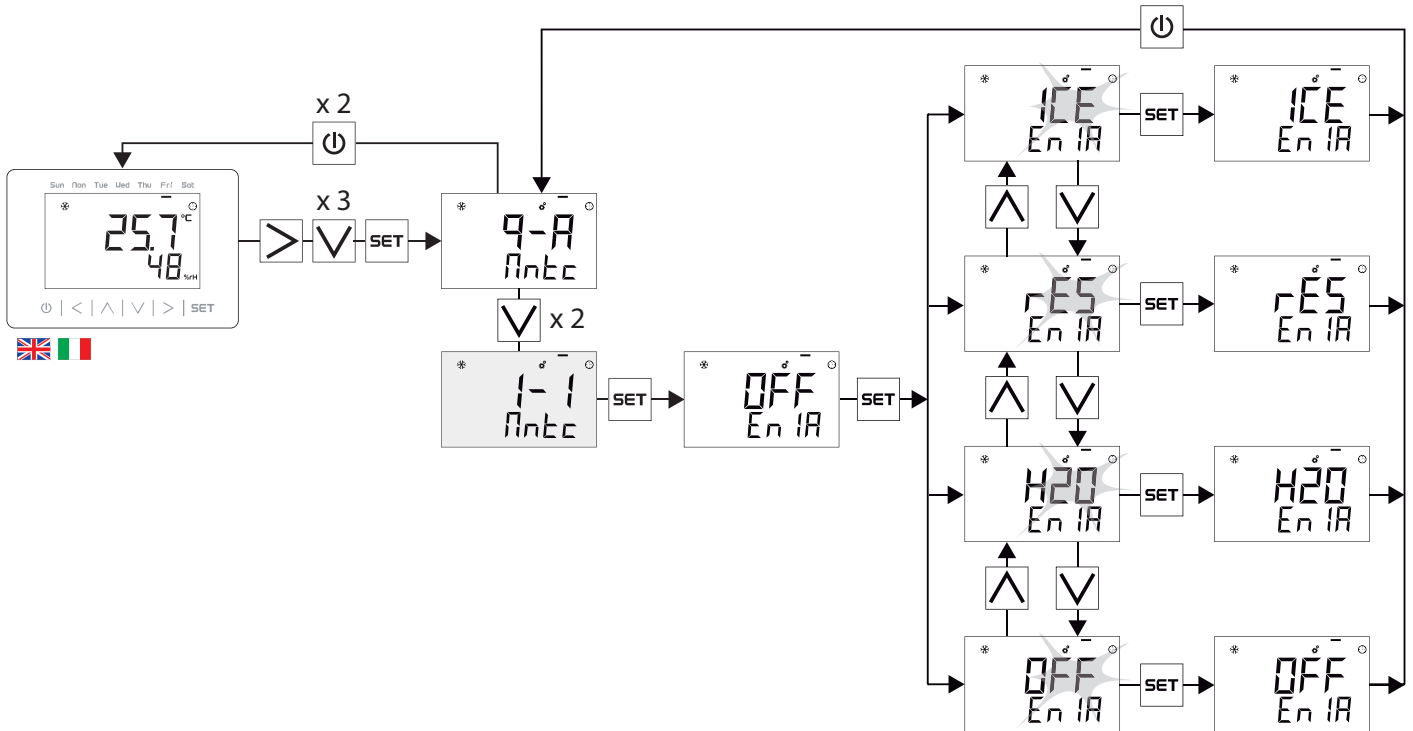 x 2
Sun Mon Tue Wed Thu Fri Sat
25.7 °C
48 %rH
SET
x 3
SET
9-A
Mntc
x 2
1-1
Mntc
SET
OFF
En1A
SET
ICE
En1A
SET
ICE
En1A
rES
En1A
SET
rES
En1A
H2O
En1A
SET
H2O
En1A
OFF
En1A
SET
OFF
En1A